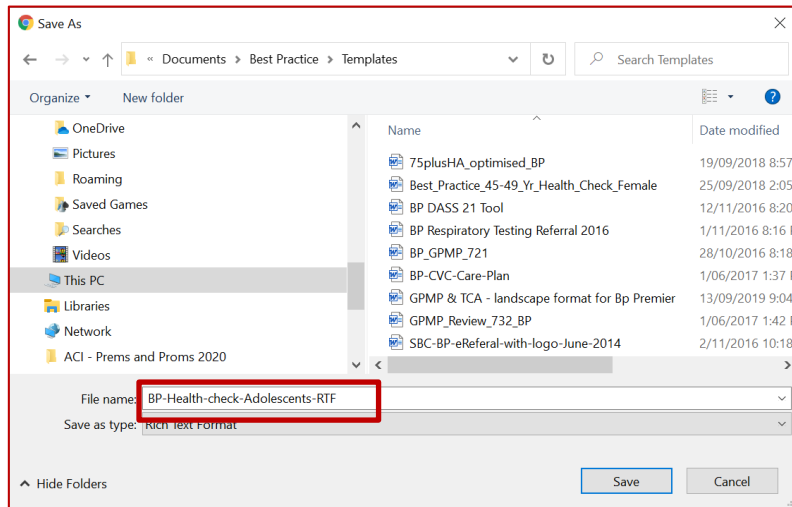 Save As
« Documents > Best Practice > Templates
Search Templates
Organize
New folder
OneDrive
Pictures
Roaming
Saved Games
Searches
Videos
This PC
Libraries
Network
ACI - Prems and Proms 2020
Name Date modified
75plusHA_optimised_BP 19/09/2018 8:57
Best_Practice_45-49_Yr_Health_Check_Female 25/09/2018 2:05
BP DASS 21 Tool 12/11/2016 8:20
BP Respiratory Testing Referral 2016 1/11/2016 8:16
BP_GPMP_721 28/10/2016 8:18
BP-CVC-Care-Plan 1/06/2017 1:37
GPMP & TCA - landscape format for Bp Premier 13/09/2019 9:04
GPMP_Review_732_BP 1/06/2017 1:42
SBC-BP-eReferal-with-logo-June-2014 2/11/2016 10:18
File name: BP-Health-check-Adolescents-RTF
Save as type: Rich Text Format
Hide Folders
Save
Cancel